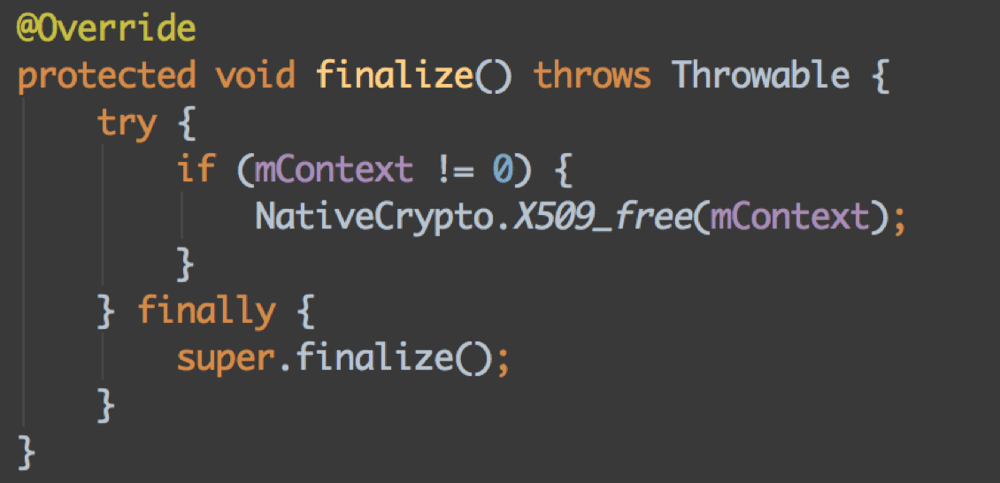 @Override
protected void finalize() throws Throwable {
    try {
        if (mContext != 0) {
            NativeCrypto.X509_free(mContext);
        }
    } finally {
        super.finalize();
    }
}